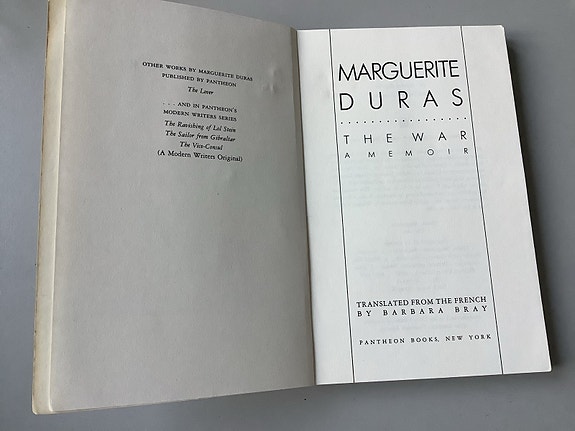 OTHER WORKS BY MARGUERITE DURAS
PUBLISHED BY PANTHEON
The Lover
. . . AND IN PANTHEON'S
MODERN WRITERS SERIES
The Ravishing of Lol Stein
The Sailor from Gibraltar
The Vice-Consul
(A Modern Writers Original)
MARGUERITE
DURAS
THE WAR
A MEMOIR
TRANSLATED FROM THE FRENCH
BY BARBARA BRAY
PANTHEON BOOKS, NEW YORK